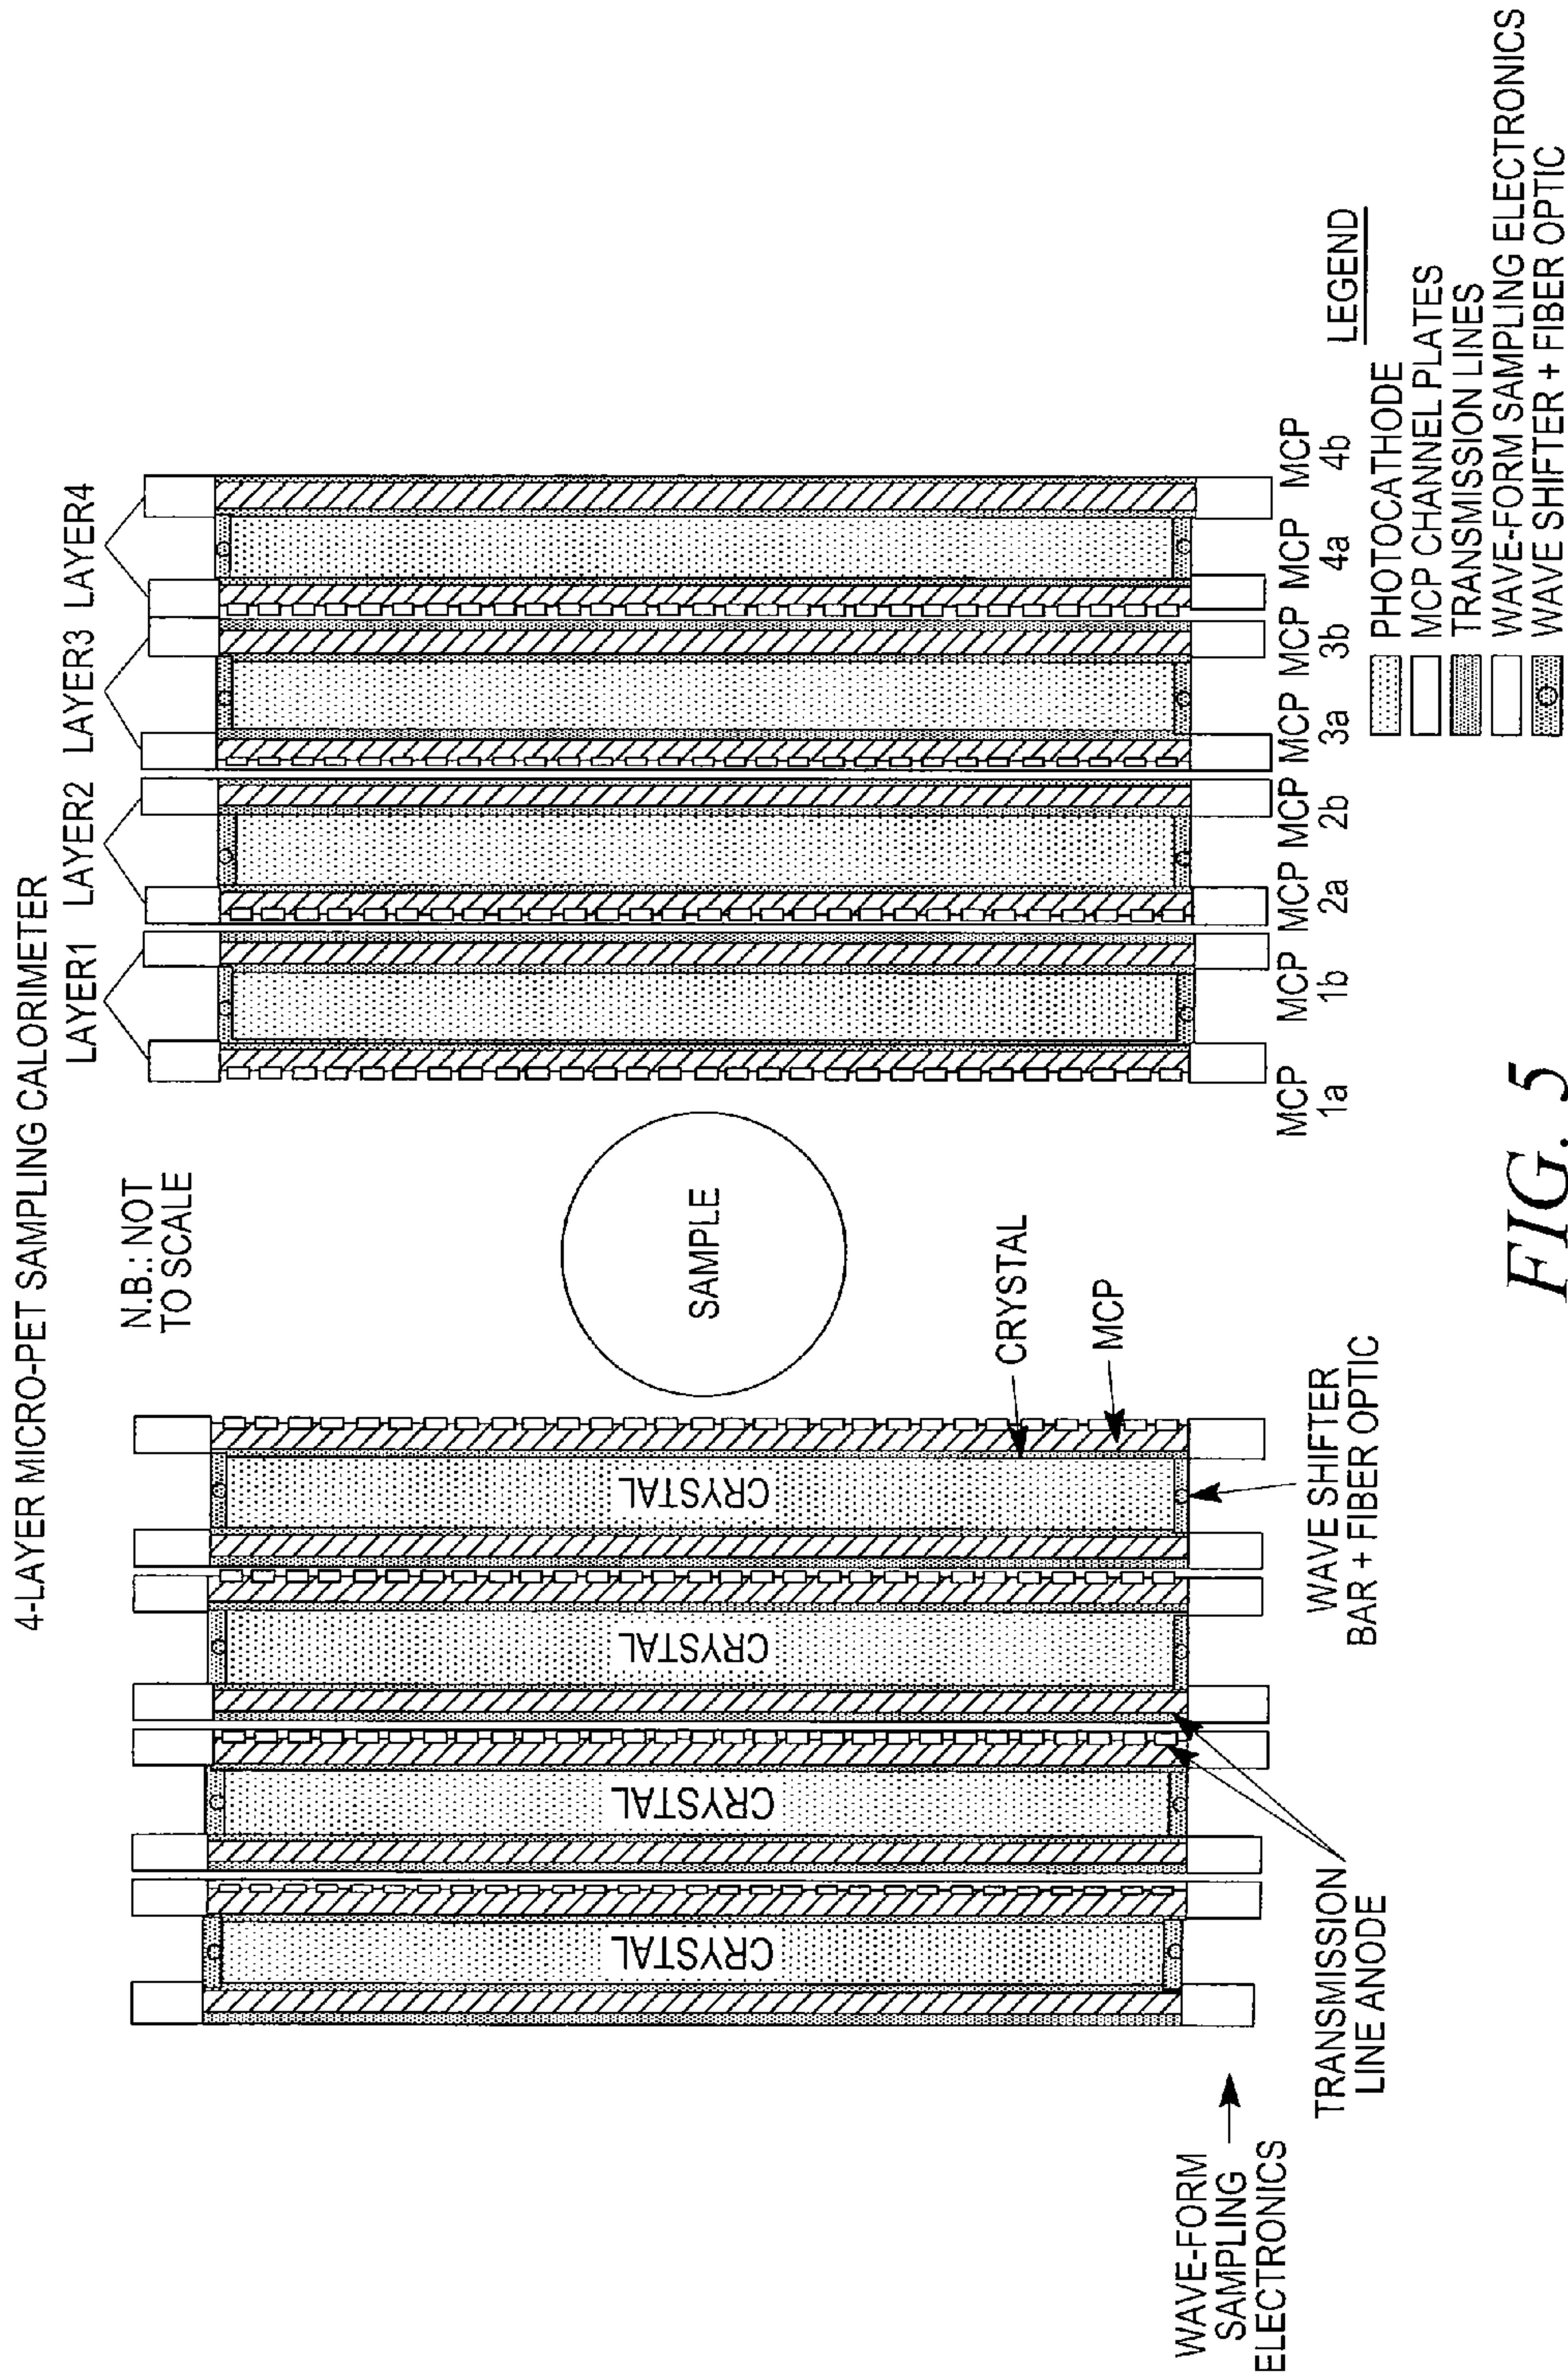 4-LAYER MICRO-PET SAMPLING CALORIMETER
N.B.: NOT
TO SCALE
LAYER1
LAYER2
LAYER3
LAYER4
CRYSTAL
CRYSTAL
CRYSTAL
CRYSTAL
SAMPLE
CRYSTAL
MCP
WAVE SHIFTER
BAR + FIBER OPTIC
TRANSMISSION
LINE ANODE
WAVE-FORM
SAMPLING
ELECTRONICS
MCP
1a
MCP
1b
MCP
2a
MCP
2b
MCP
3a
MCP
3b
MCP
4a
MCP
4b
LEGEND
PHOTOCATHODE
MCP CHANNEL PLATES
TRANSMISSION LINES
WAVE-FORM SAMPLING ELECTRONICS
WAVE SHIFTER + FIBER OPTIC
FIG. 5